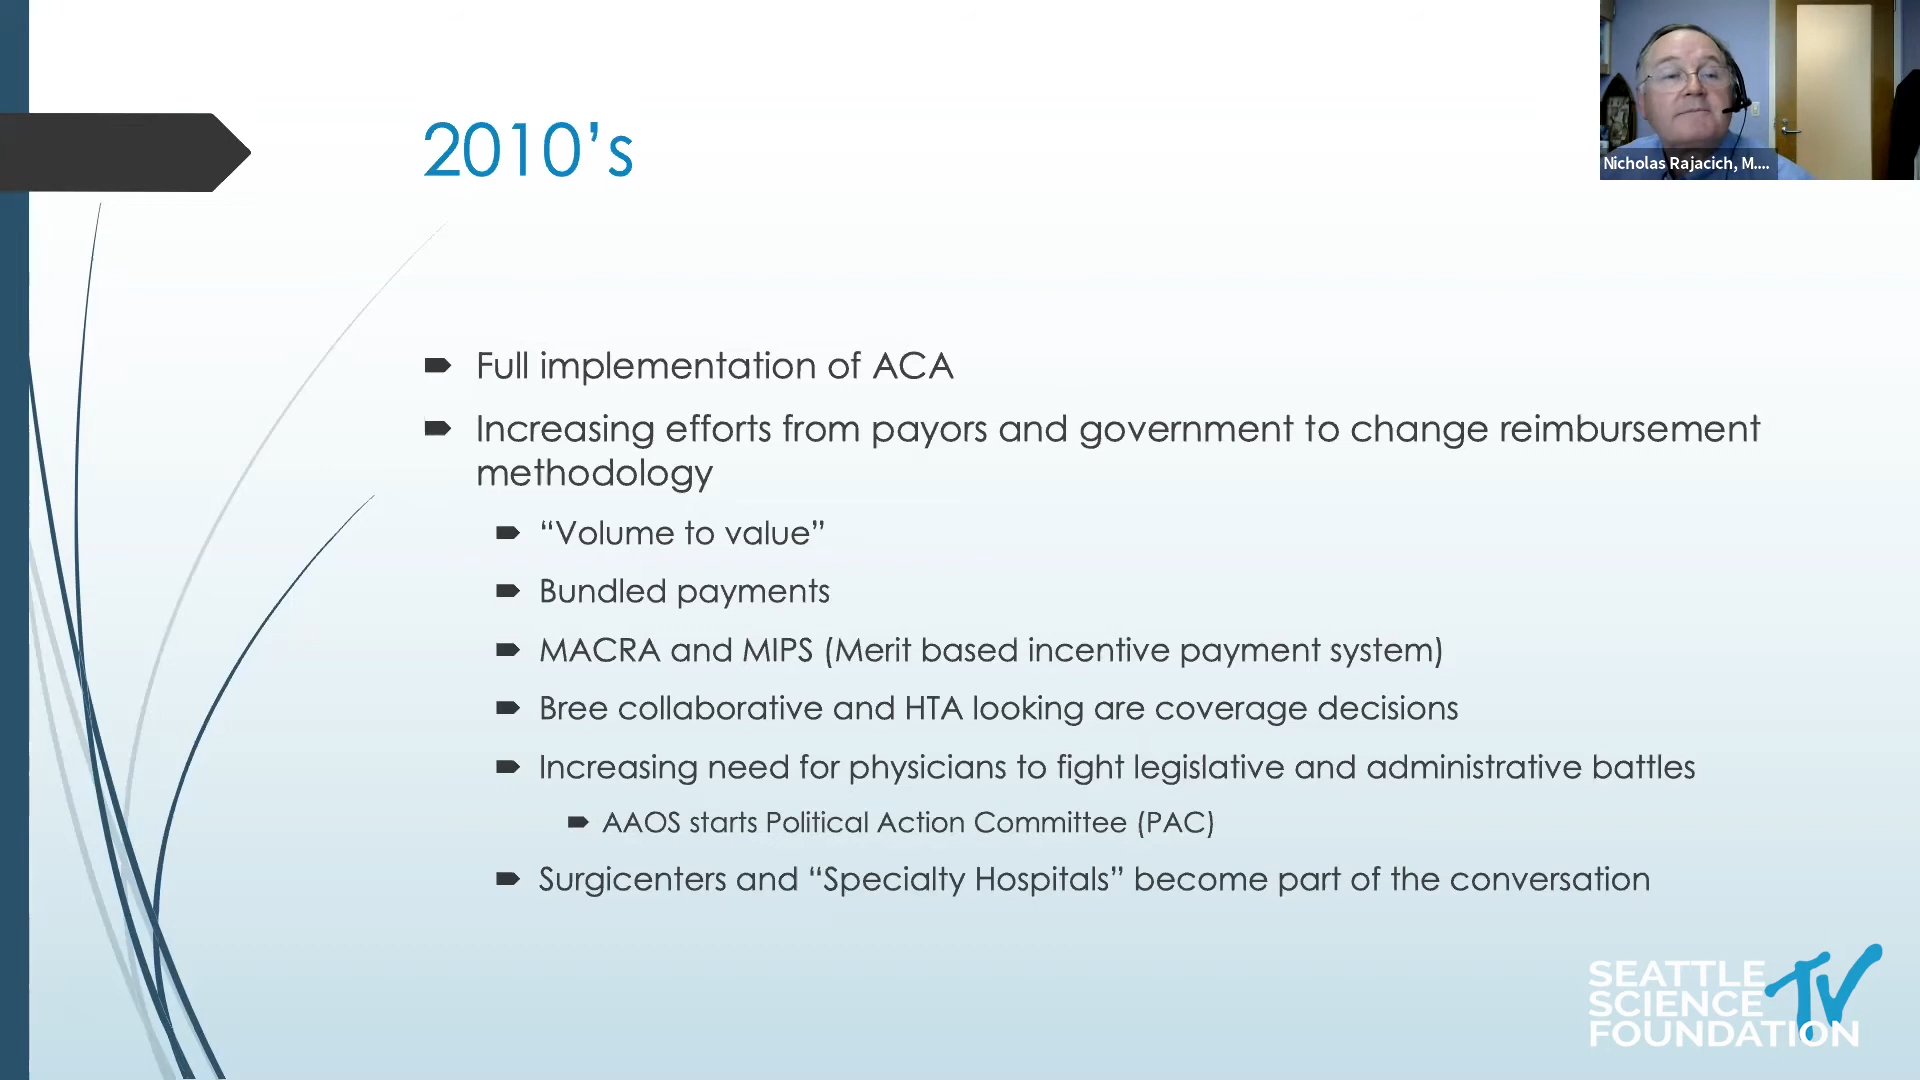 Nicholas Rajacich, M....
2010’s
Full implementation of ACA
Increasing efforts from payors and government to change reimbursement
methodology
“Volume to value”
Bundled payments
MACRA and MIPS (Merit based incentive payment system)
Bree collaborative and HTA looking are coverage decisions
Increasing need for physicians to fight legislative and administrative battles
AAOS starts Political Action Committee (PAC)
Surgicenters and “Specialty Hospitals” become part of the conversation
SEATTLE
SCIENCE
FOUNDATION
TV